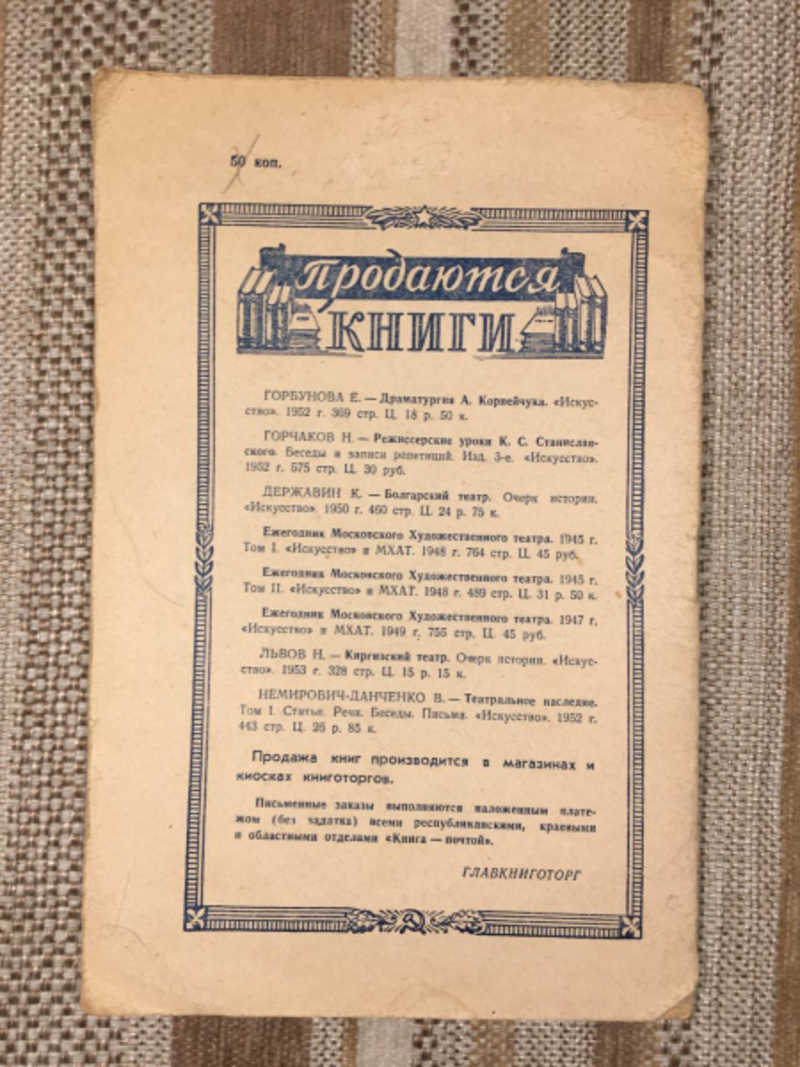 50 коп.
Продаются
КНИГИ
ГОРБУНОВА Е. — Драматургия А. Корнейчука. «Искус-
ство». 1952 г. 369 стр. Ц. 18 р. 50 к.
ГОРЧАКОВ Н. — Режиссерские уроки К. С. Станислав-
ского. Беседы и записи репетиций. Изд. 3-е. «Искусство».
1952 г. 575 стр. Ц. 30 руб.
ДЕРЖАВИН К. — Болгарский театр. Очерк истории.
«Искусство». 1950 г. 460 стр. Ц. 24 р. 75 к.
Ежегодник Московского Художественного театра. 1945 г.
Том I. «Искусство» и МХАТ. 1948 г. 764 стр. Ц. 45 руб.
Ежегодник Московского Художественного театра. 1945 г.
Том II. «Искусство» и МХАТ. 1948 г. 489 стр. Ц. 31 р. 50 к.
Ежегодник Московского Художественного театра. 1947 г.
«Искусство» и МХАТ. 1949 г. 755 стр. Ц. 45 руб.
ЛЬВОВ Н. — Киргизский театр. Очерк истории. «Искус-
ство». 1953 г. 328 стр. Ц. 15 р. 15 к.
НЕМИРОВИЧ-ДАНЧЕНКО В. — Театральное наследие.
Том I. Статьи. Речи. Беседы. Письма. «Искусство». 1952 г.
443 стр. Ц. 26 р. 85 к.
Продажа книг производится в магазинах и
киосках книготоргов.
Письменные заказы выполняются наложенным плате-
жом (без задатка) всеми республиканскими, краевыми
и областными отделами «Книга — почтой».
ГЛАВКНИГОТОРГ